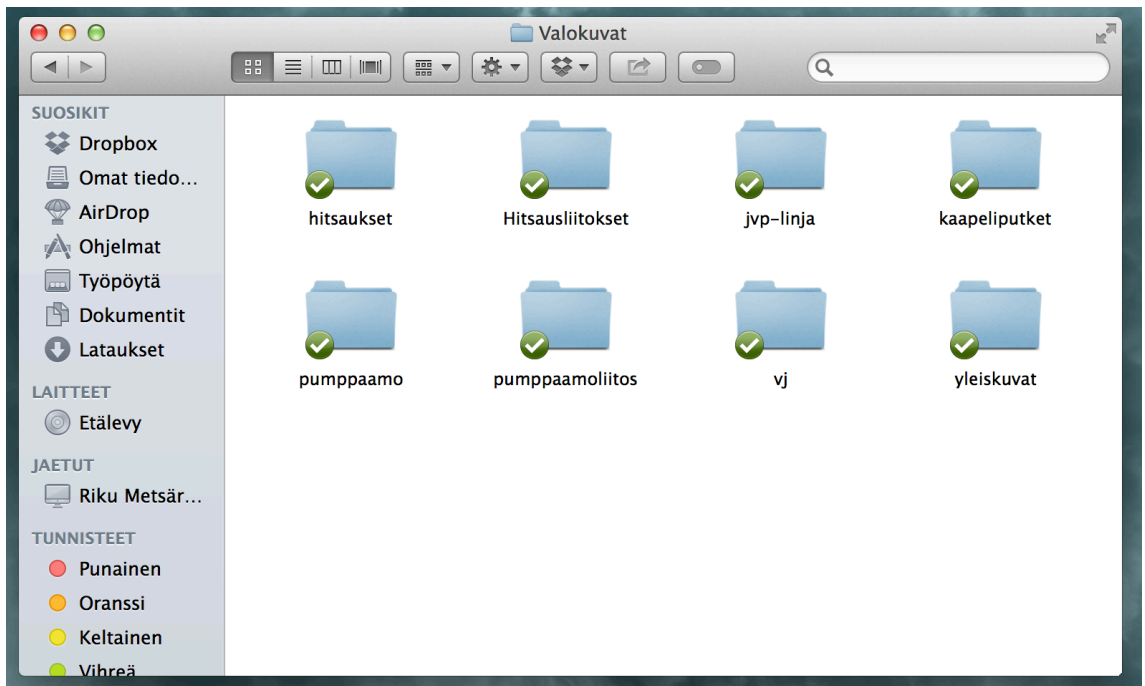 Valokuvat
SUOSIKIT
Dropbox
Omat tiedo...
AirDrop
Ohjelmat
Työpöytä
Dokumentit
Lataukset
LAITTEET
Etälevy
JAETUT
Riku Metsär...
TUNNISTEET
Punainen
Oranssi
Keltainen
Vihreä
hitsaukset
Hitsausliitokset
jvp-linja
kaapeliputket
pumppaamo
pumppaamoliitos
vj
yleiskuvat